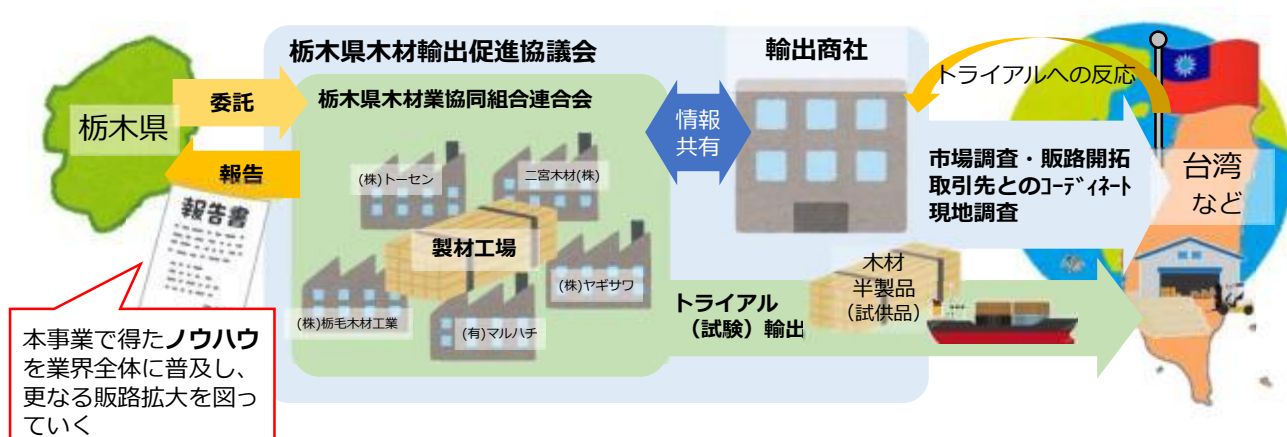 栃木県木材輸出促進協議会
輸出商社
トライアルへの反応
委託
栃木県木材業協同組合連合会
栃木県
情報
共有
報告
(株)トーセン
二宮木材(株)
市場調査・販路開拓
取引先とのｺｰﾃﾞｨﾈｰﾄ
現地調査
台湾
など
報告書
製材工場
(株)ヤギサワ
木材
半製品
(試供品)
(株)栃毛木材工業
(有)マルハチ
トライアル
（試験）輸出
本事業で得たノウハウ
を業界全体に普及し、
更なる販路拡大を図っ
ていく